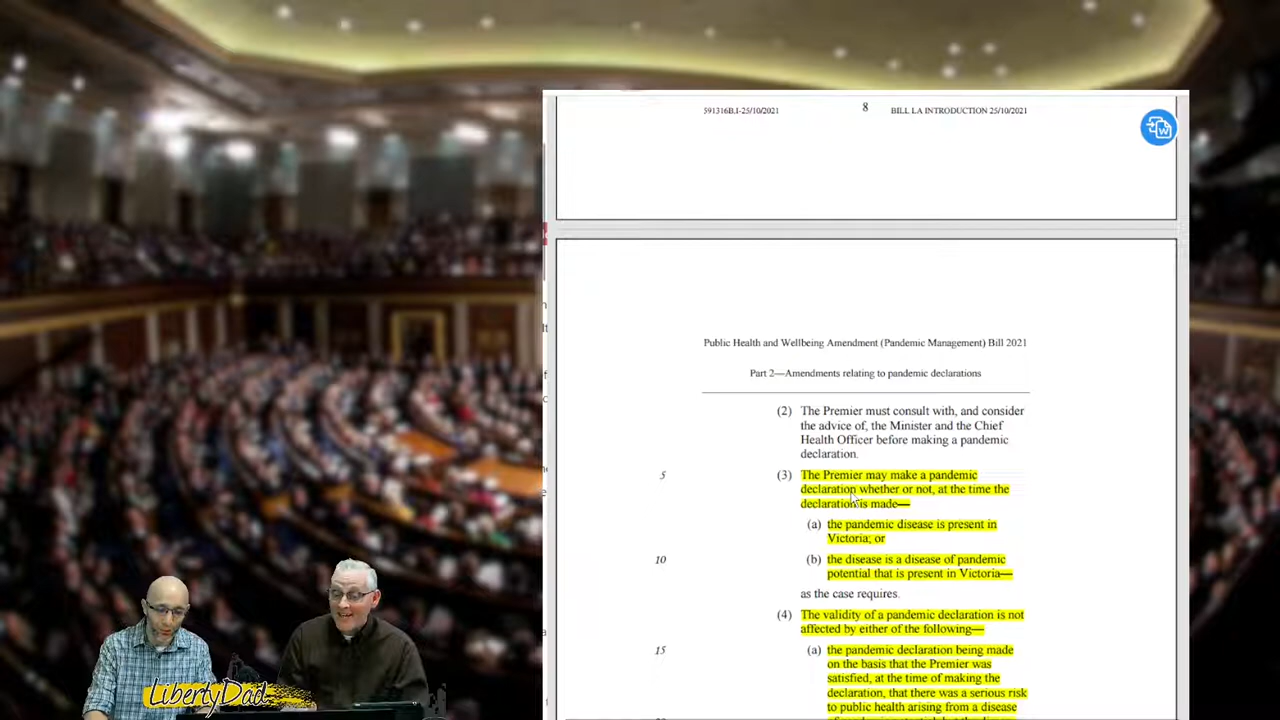 591316B.I-25/10/2021 8 BILL LA INTRODUCTION 25/10/2021
Public Health and Wellbeing Amendment (Pandemic Management) Bill 2021
Part 2—Amendments relating to pandemic declarations
(2) The Premier must consult with, and consider
the advice of, the Minister and the Chief
Health Officer before making a pandemic
declaration.
5 (3) The Premier may make a pandemic
declaration whether or not, at the time the
declaration is made—
(a) the pandemic disease is present in
Victoria; or
10 (b) the disease is a disease of pandemic
potential that is present in Victoria—
as the case requires.
(4) The validity of a pandemic declaration is not
affected by either of the following—
15 (a) the pandemic declaration being made
on the basis that the Premier was
satisfied, at the time of making the
declaration, that there was a serious risk
to public health arising from a disease
LibertyDad